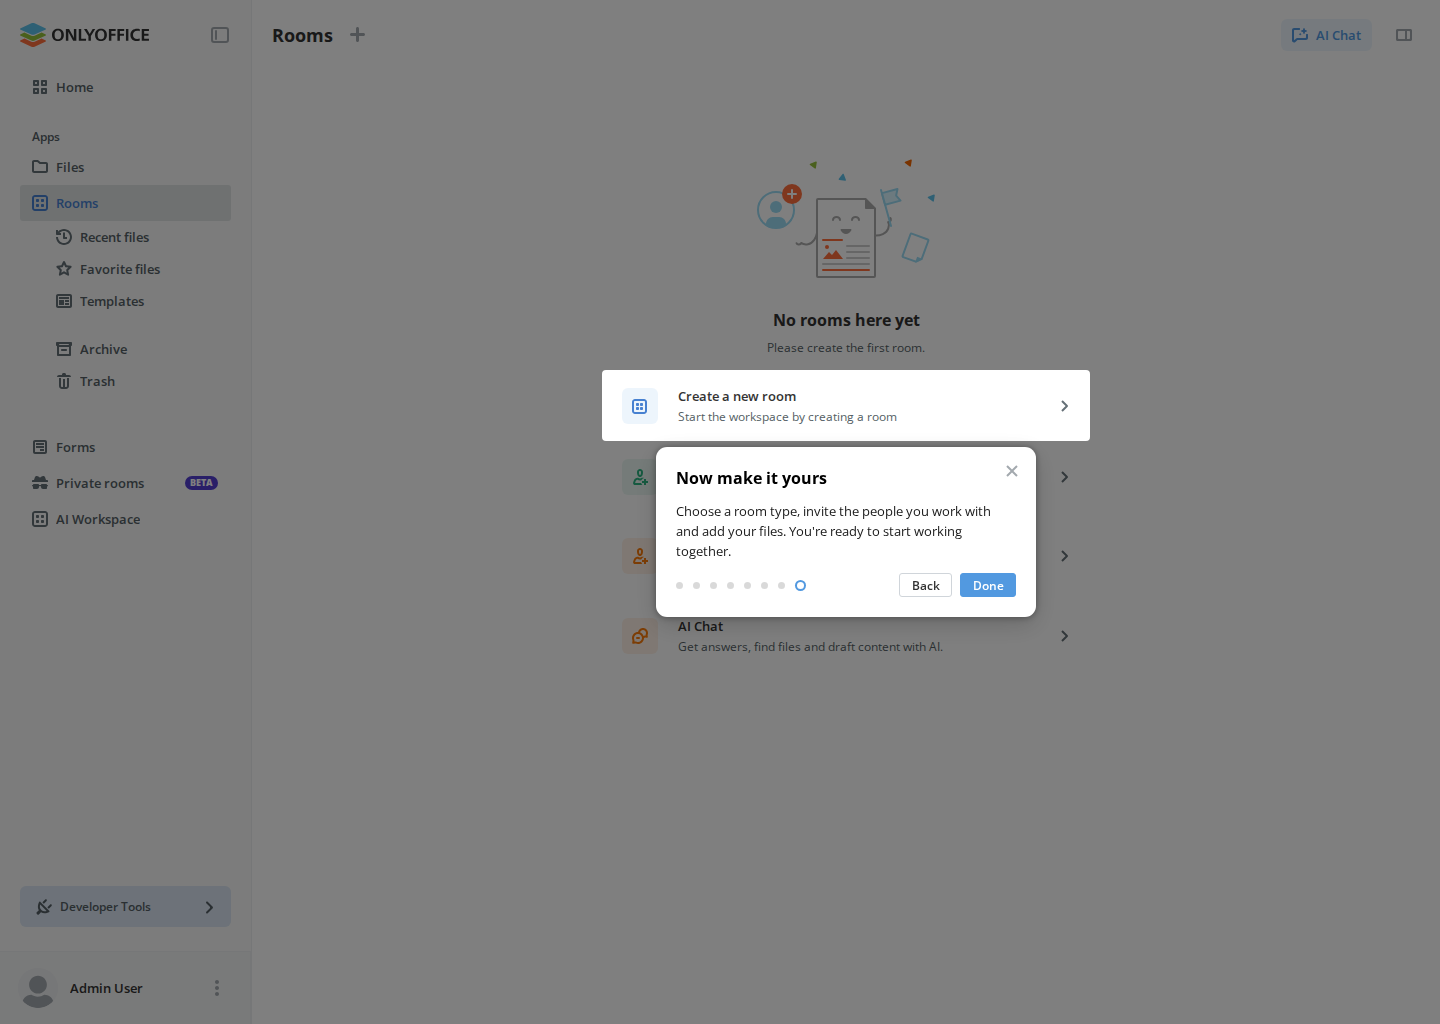 ONLYOFFICE
Home
Apps
Files
Rooms
Recent files
Favorite files
Templates
Archive
Trash
Forms
Private rooms BETA
AI Workspace
Developer Tools
Admin User
Rooms
AI Chat
No rooms here yet
Please create the first room.
Create a new room
Start the workspace by creating a room
Now make it yours
Choose a room type, invite the people you work with
and add your files. You're ready to start working
together.
Back
Done
AI Chat
Get answers, find files and draft content with AI.